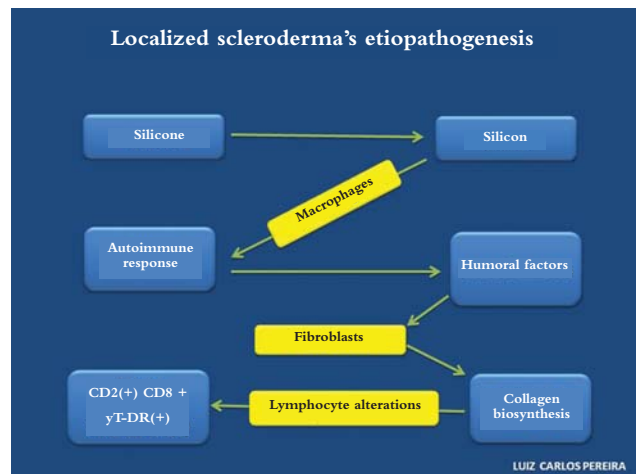 Localized scleroderma's etiopathogenesis
Silicone
Silicon
Macrophages
Autoimmune
response
Humoral factors
Fibroblasts
CD2(+) CD8 +
yT-DR(+)
Lymphocyte alterations
Collagen
biosynthesis
LUIZ CARLOS PEREIRA